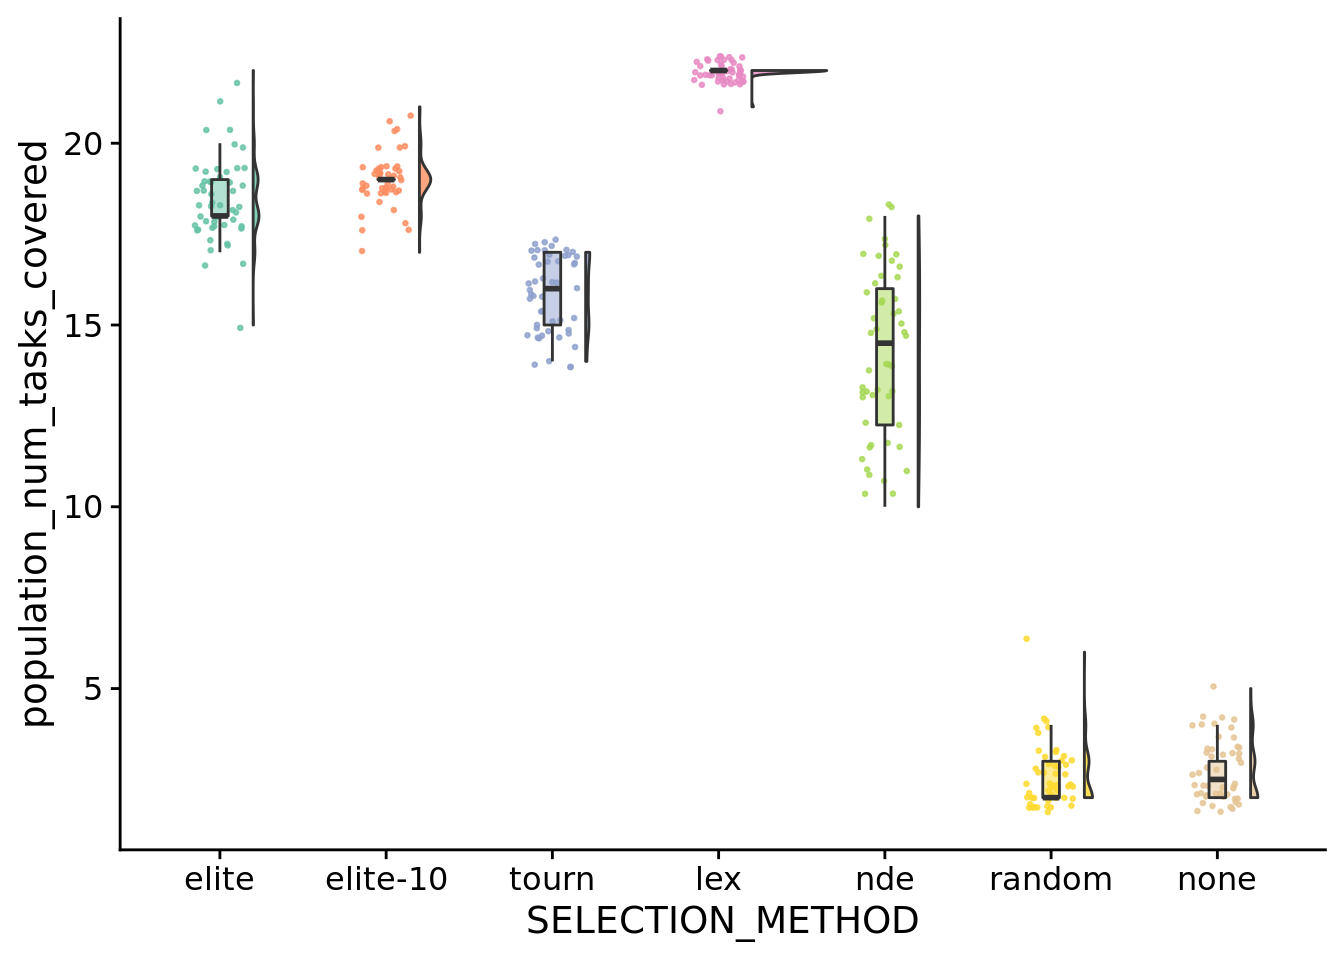 population_num_tasks_covered
20
15
10
5
elite
elite-10
tourn
lex
nde
random
none
SELECTION_METHOD